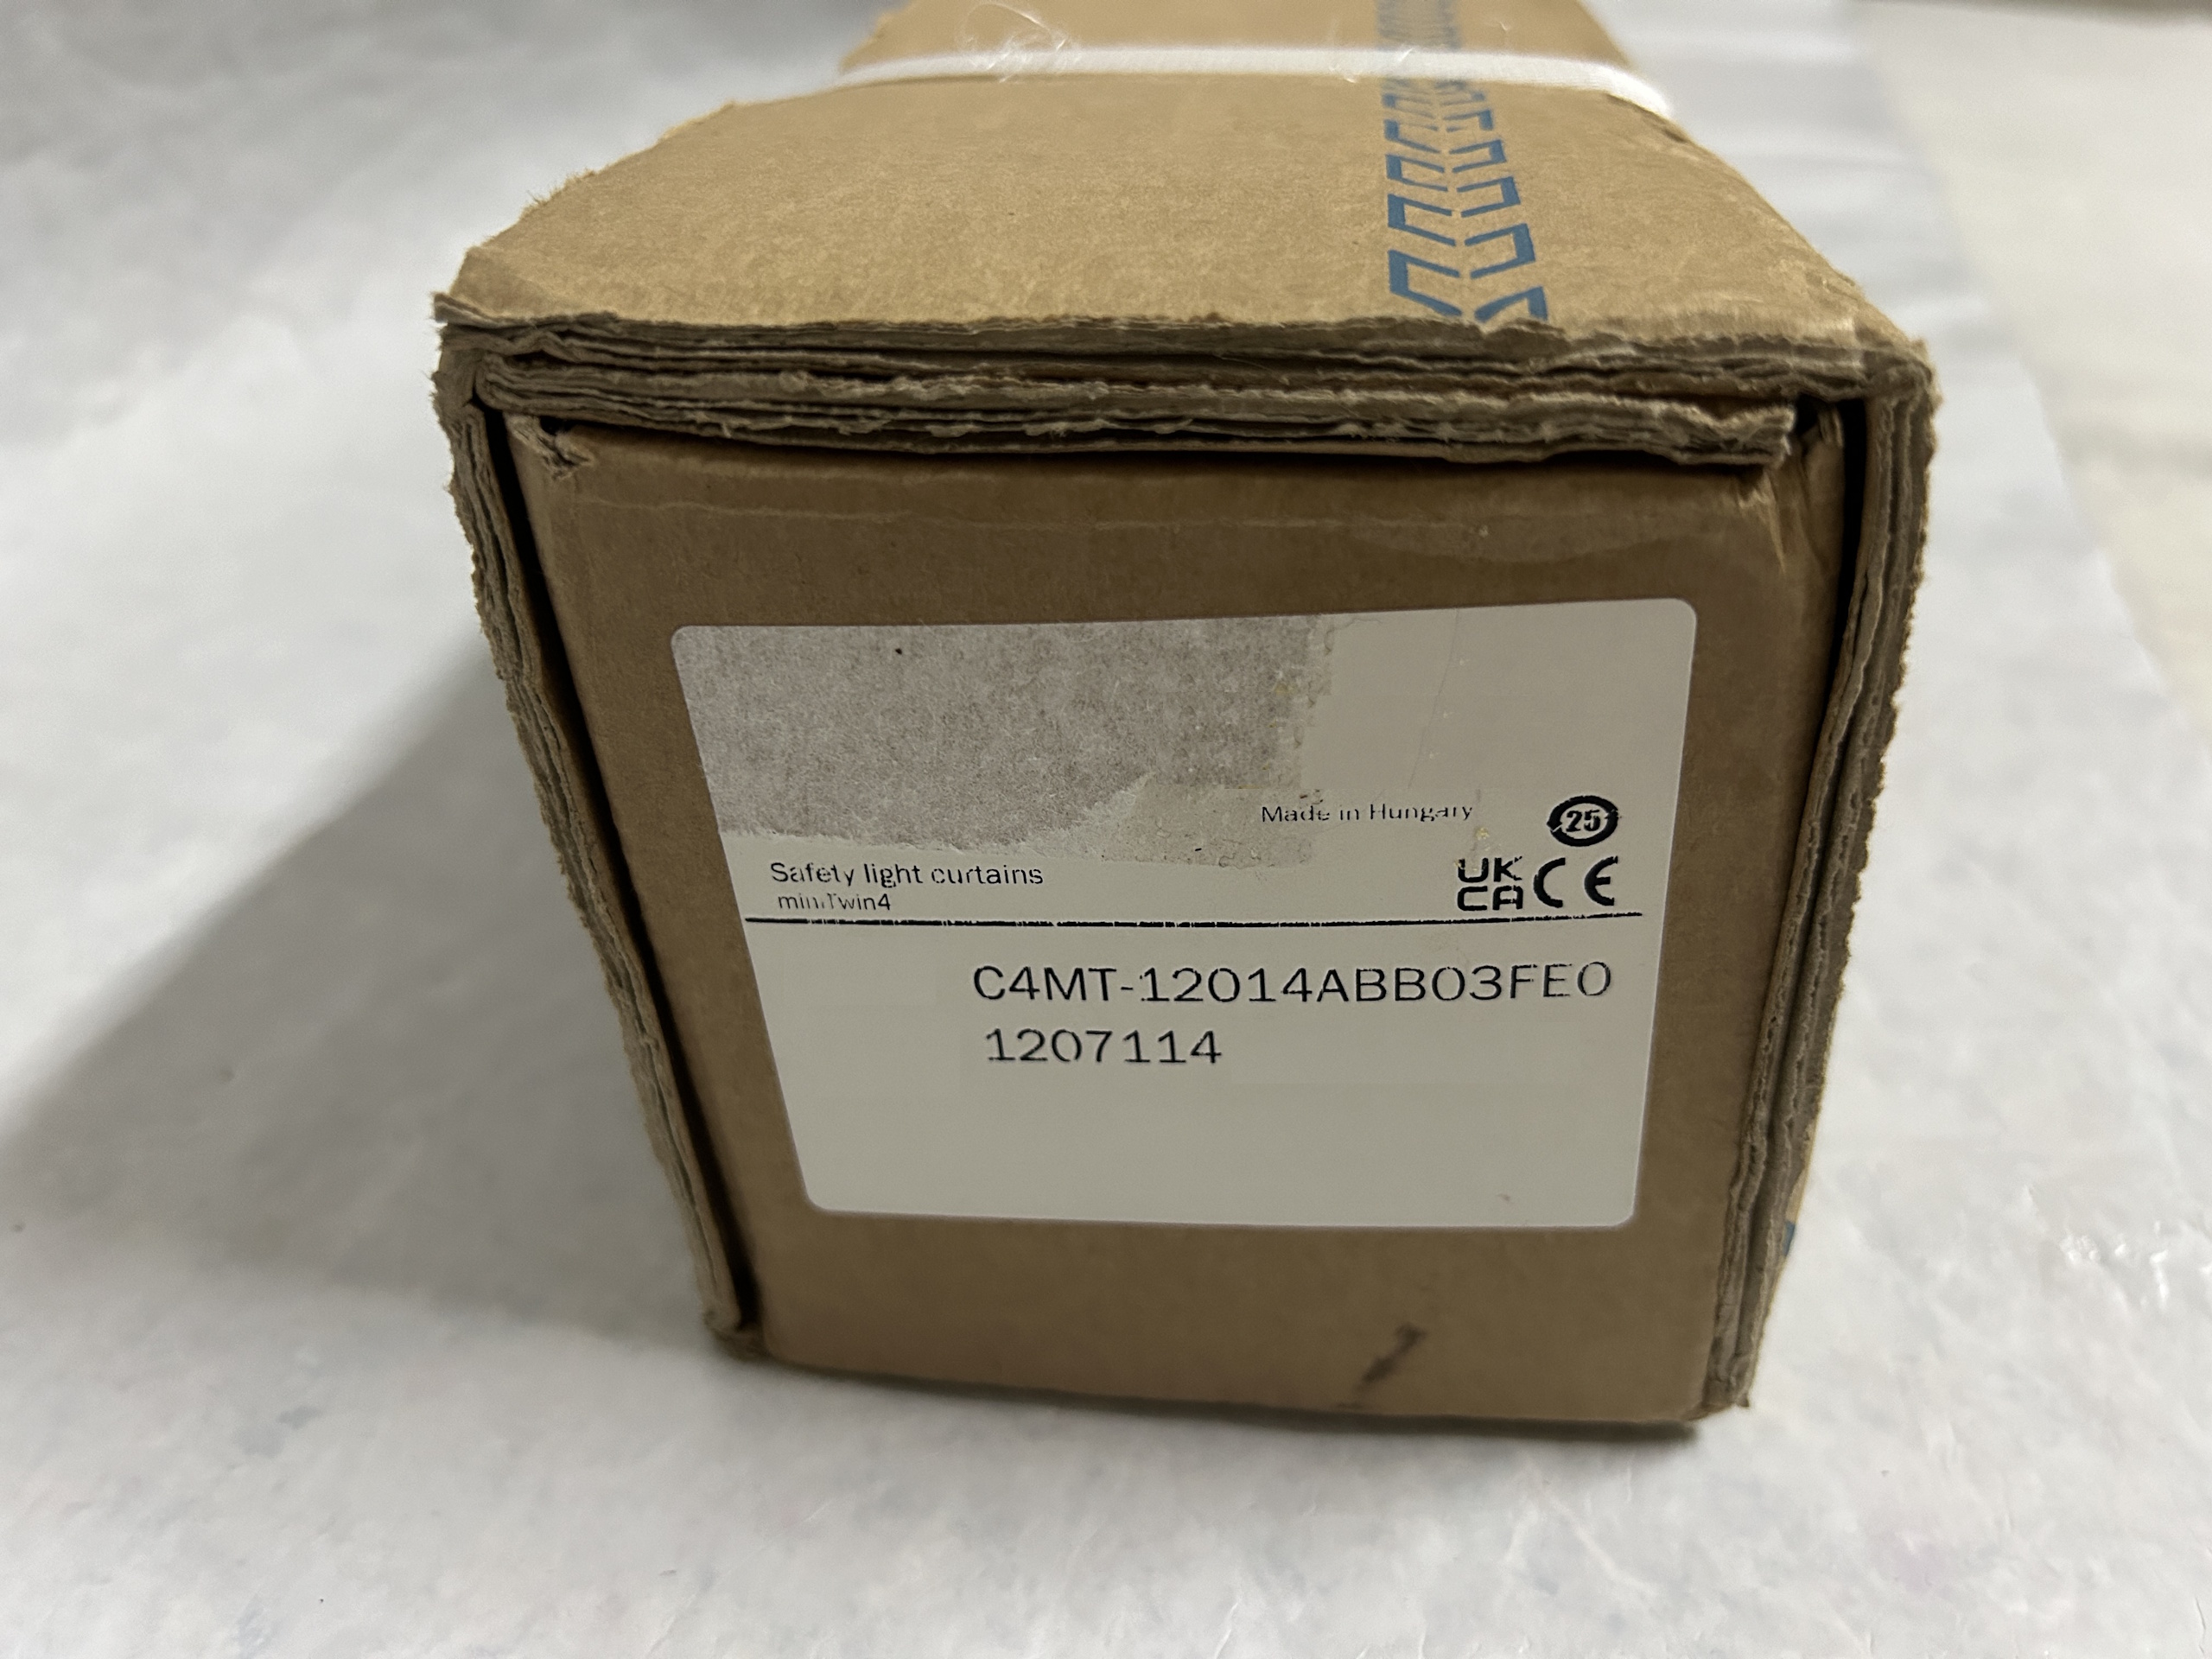 Made in Hungary
25
Safety light curtains
miniTwin4
UK
CA CE
C4MT-12014ABB03FE0
1207114